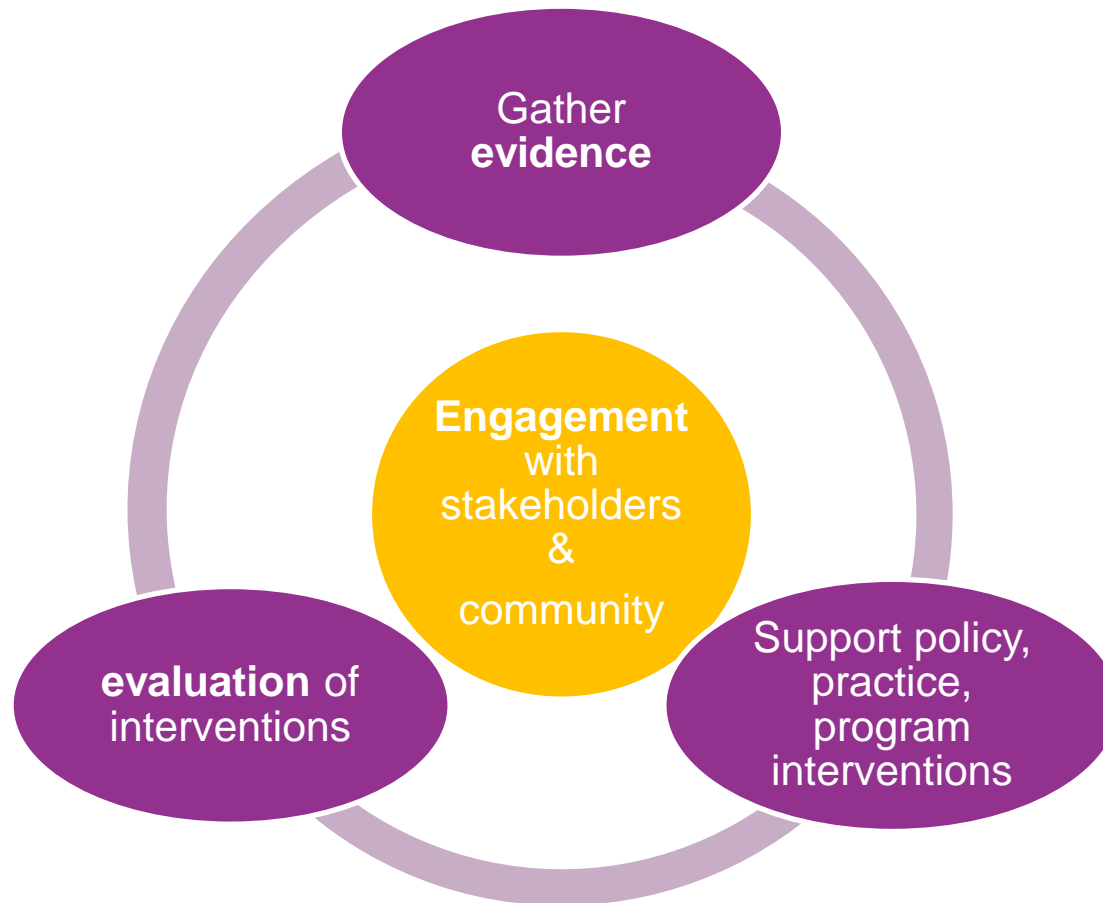 Gather
evidence
Engagement
with
stakeholders
&
community
evaluation of
interventions
Support policy,
practice,
program
interventions